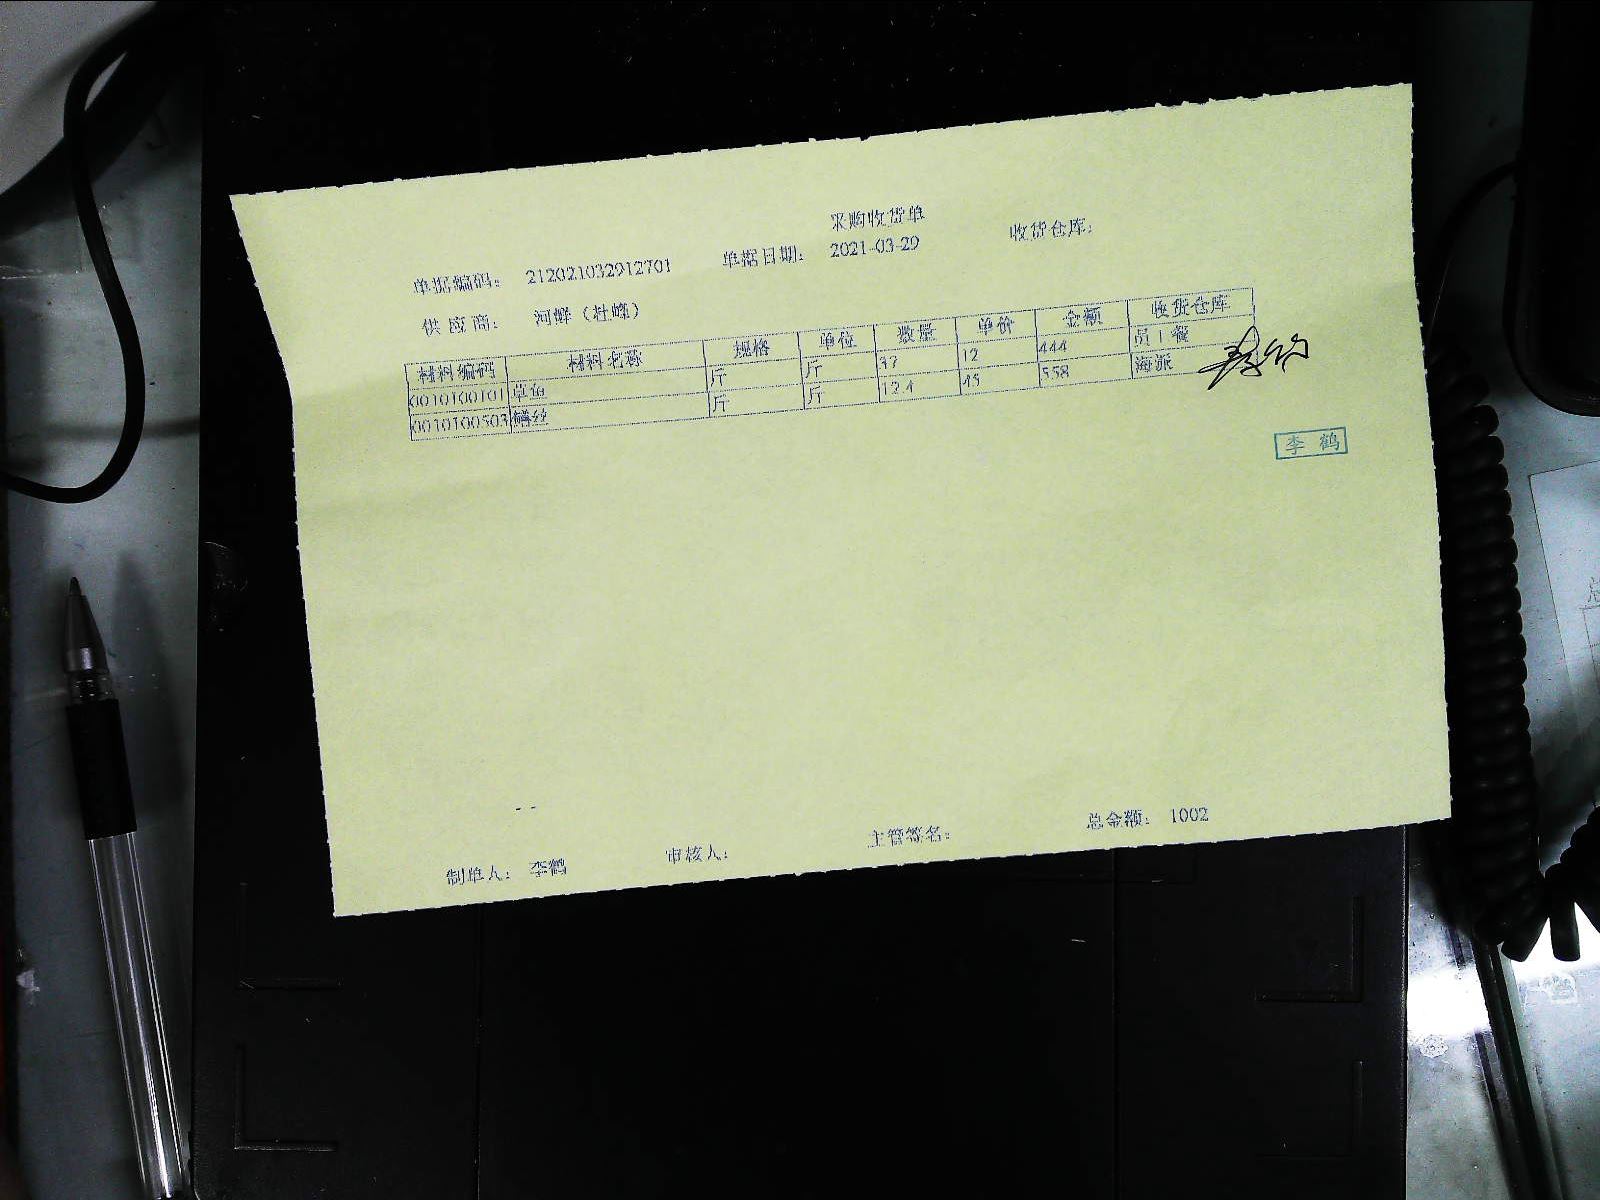 采购收货单
单据编码： 212021032912701 单据日期： 2021-03-29 收货仓库：
供应商： 河鲜（杜峰）
材料编码 材料名称 规格 单位 数量 单价 金额 收货仓库
0010100101 草鱼 斤 斤 37 12 444 员工餐
0010100503 鳝丝 斤 斤 12.4 45 558 海派
李鹤
- -
制单人： 李鹤 审核人： 主管签名： 总金额： 1002